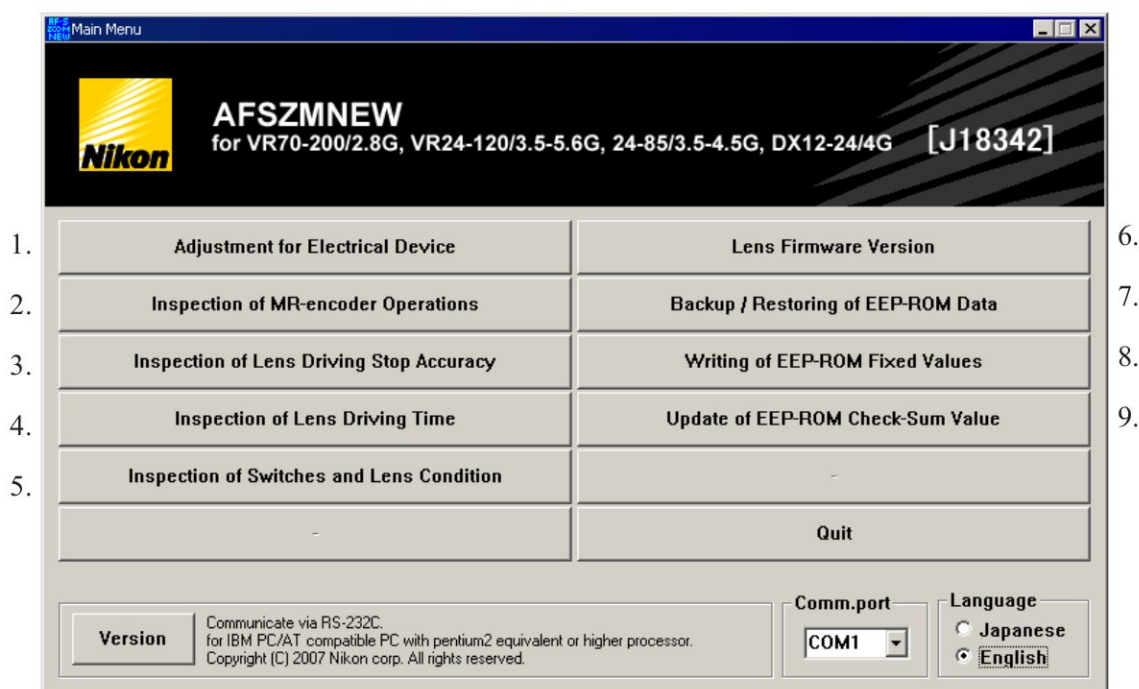 AF-S
ZOOM
NEW
Main Menu
Nikon
AFSZMNEW
for VR70-200/2.8G, VR24-120/3.5-5.6G, 24-85/3.5-4.5G, DX12-24/4G [J18342]
1. Adjustment for Electrical Device
Lens Firmware Version 6.
2. Inspection of MR-encoder Operations
Backup / Restoring of EEP-ROM Data 7.
3. Inspection of Lens Driving Stop Accuracy
Writing of EEP-ROM Fixed Values 8.
4. Inspection of Lens Driving Time
Update of EEP-ROM Check-Sum Value 9.
5. Inspection of Switches and Lens Condition
-
-
Quit
Version
Communicate via RS-232C.
for IBM PC/AT compatible PC with pentium2 equivalent or higher processor.
Copyright (C) 2007 Nikon corp. All rights reserved.
Comm.port
COM1
Language
Japanese
English